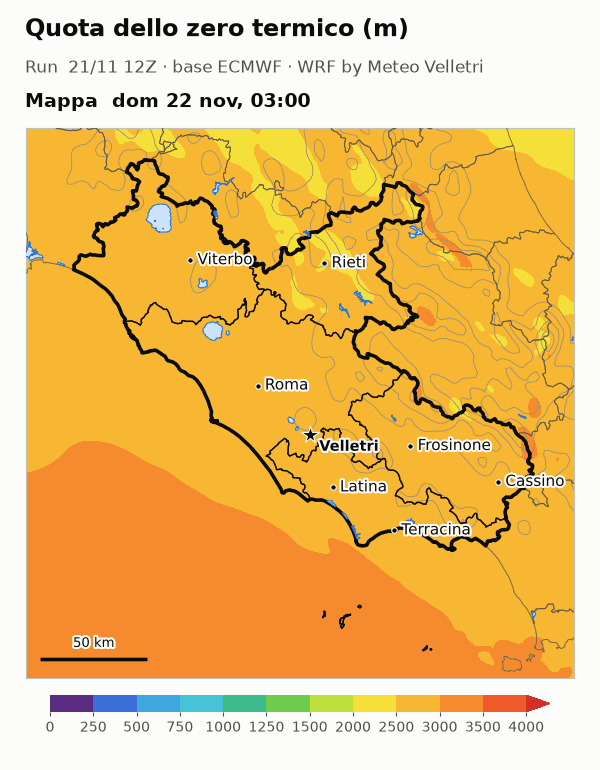 Quota dello zero termico (m)
Run  21/11 12Z · base ECMWF · WRF by Meteo Velletri
Mappa  dom 22 nov, 03:00
Viterbo
Rieti
Roma
Velletri
Frosinone
Latina
Cassino
Terracina
50 km
0 250 500 750 1000 1250 1500 2000 2500 3000 3500 4000